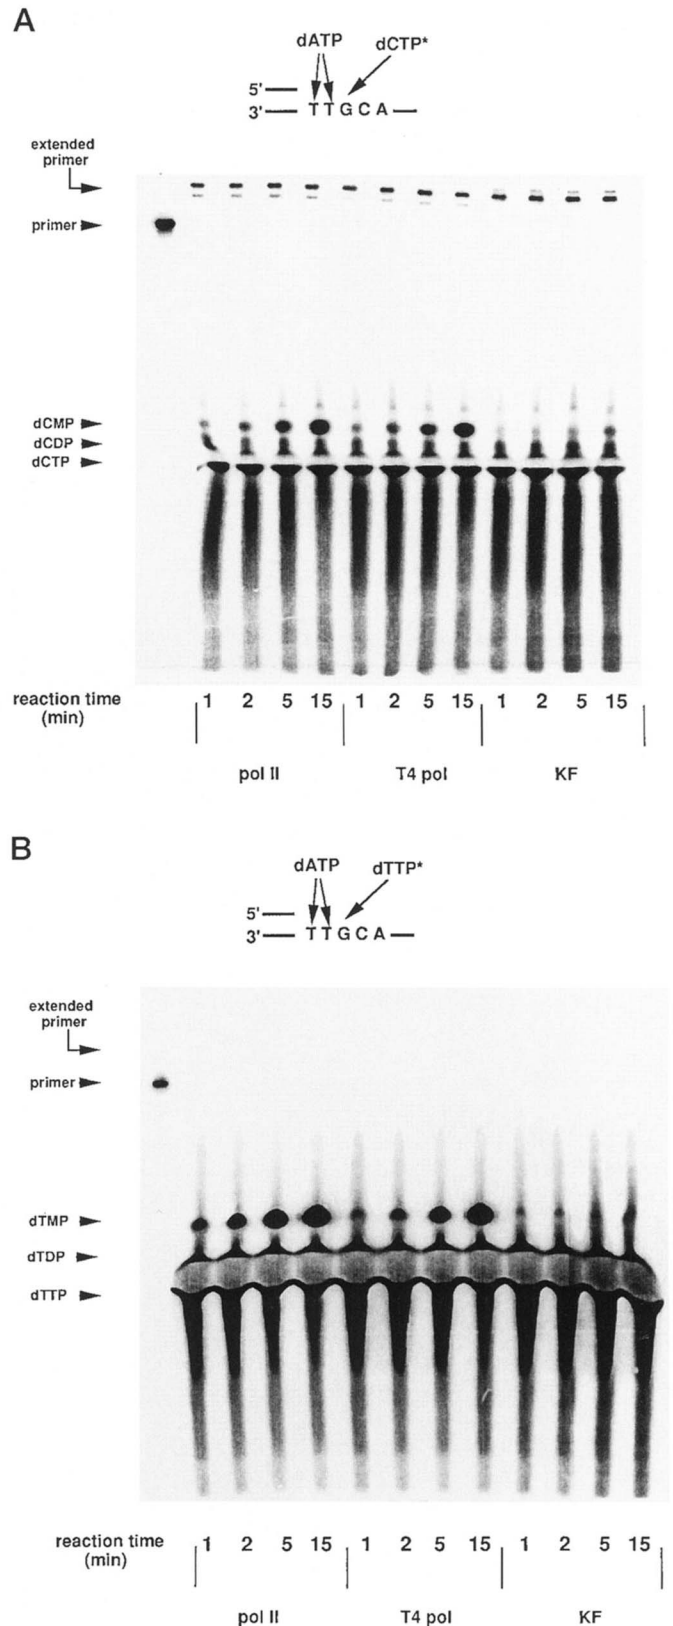 A
dATP dCTP*
5'
3' T T G C A
extended
primer
primer
dCMP
dCDP
dCTP
reaction time 1 2 5 15 1 2 5 15 1 2 5 15
(min)
pol II T4 pol KF
B
dATP dTTP*
5'
3' T T G C A
extended
primer
primer
dTMP
dTDP
dTTP
reaction time 1 2 5 15 1 2 5 15 1 2 5 15
(min)
pol II T4 pol KF